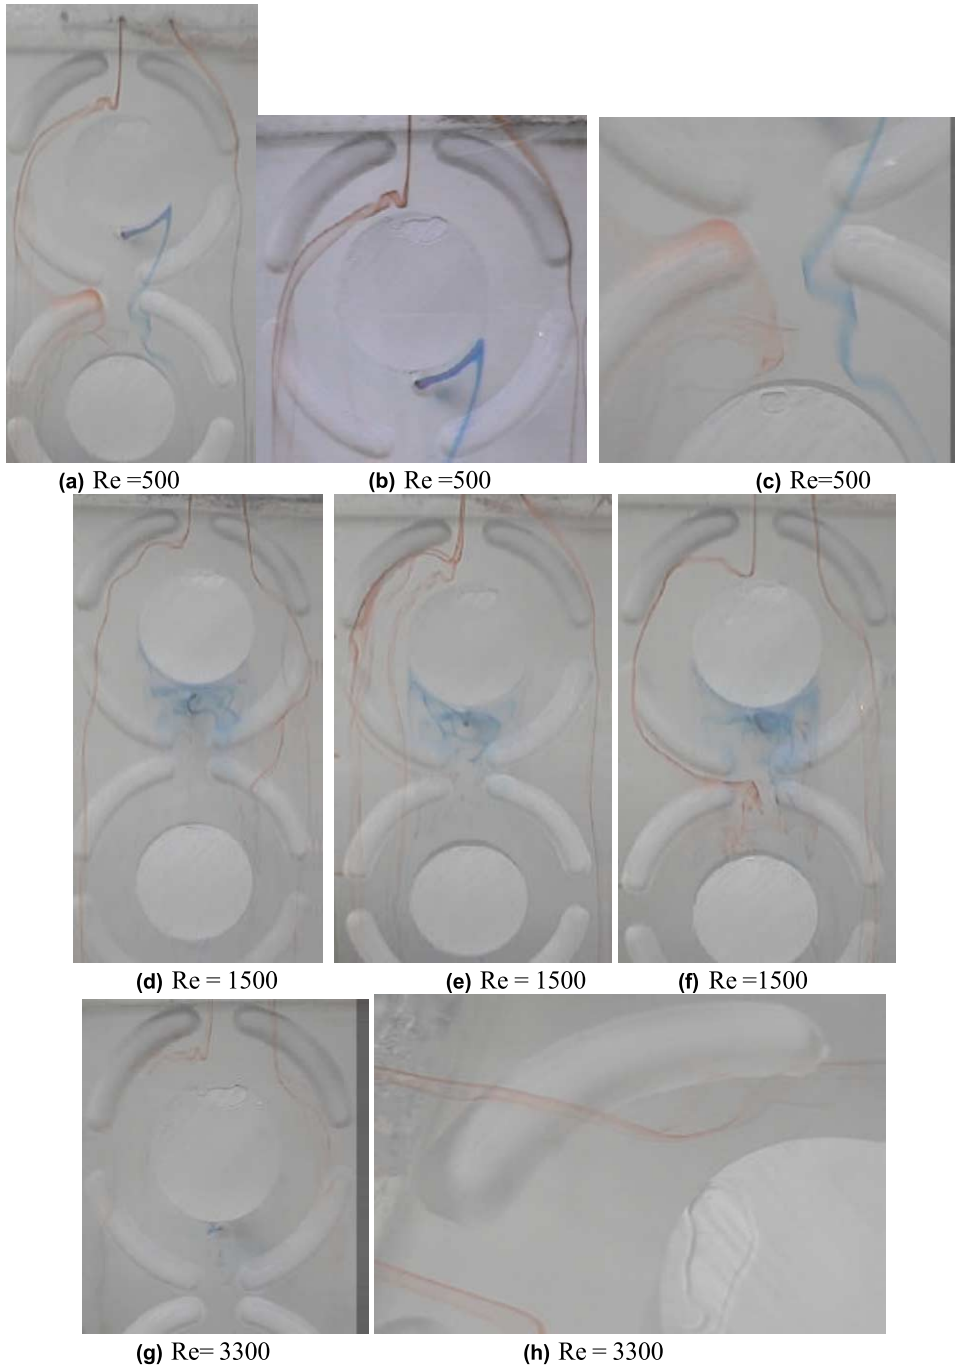 (a) Re =500
(b) Re =500
(c) Re=500
(d) Re = 1500
(e) Re = 1500
(f) Re =1500
(g) Re= 3300
(h) Re = 3300